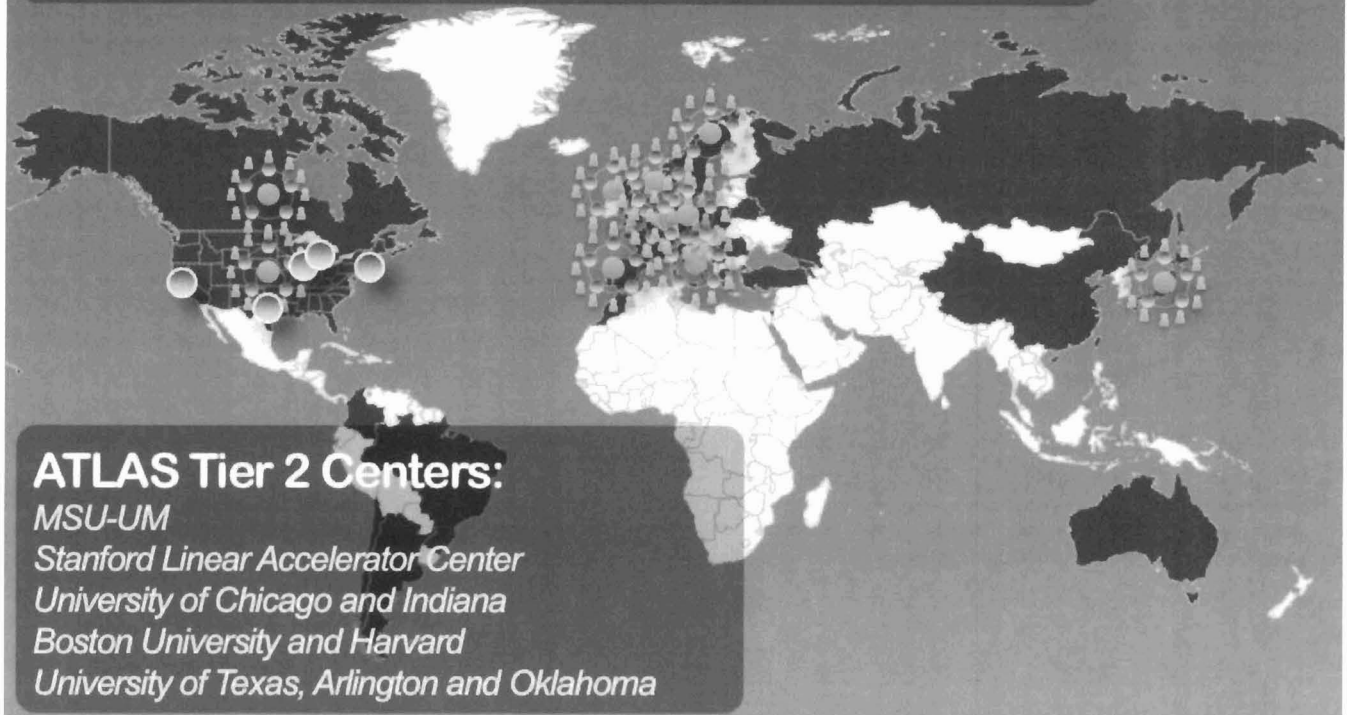 ATLAS Tier 2 Centers:
MSU-UM
Stanford Linear Accelerator Center
University of Chicago and Indiana
Boston University and Harvard
University of Texas, Arlington and Oklahoma